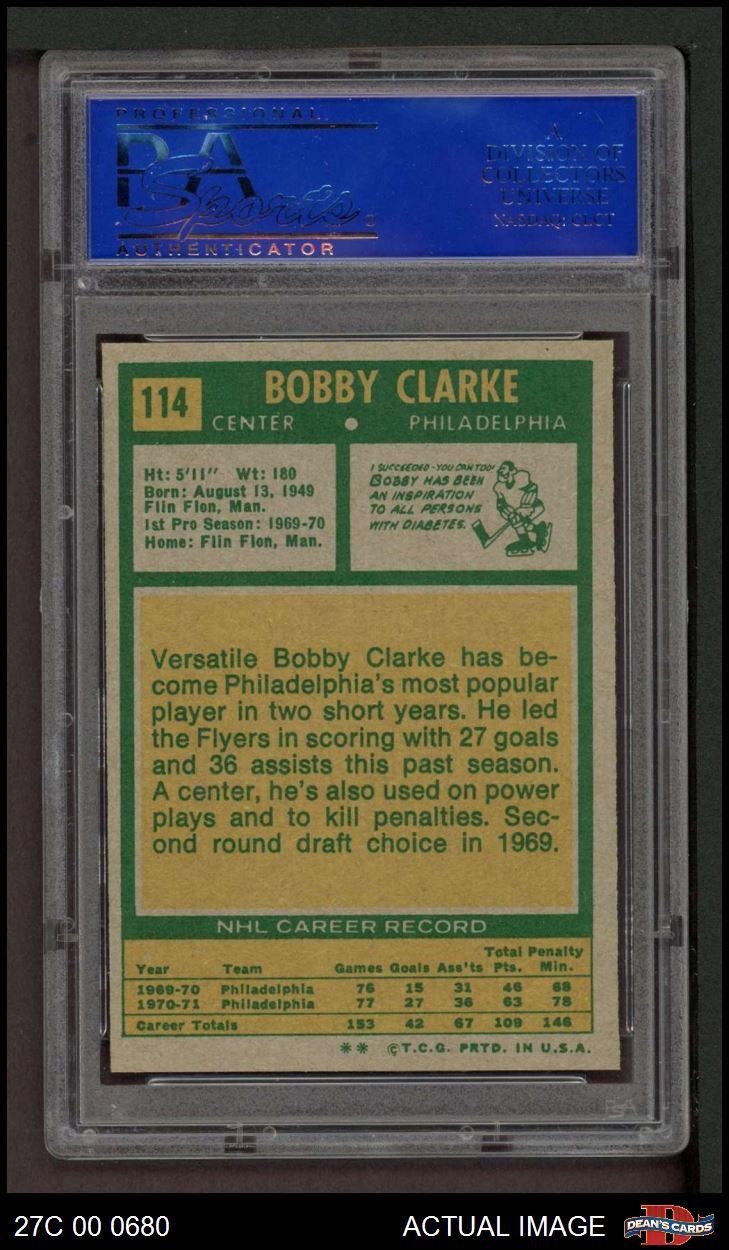 PROFESSIONAL
PSA
Sports
AUTHENTICATOR
A
DIVISION OF
COLLECTORS
UNIVERSE
NASDAQ: CLCT
114
BOBBY CLARKE
CENTER ● PHILADELPHIA
Ht: 5'11" Wt: 180
Born: August 13, 1949
Flin Flon, Man.
1st Pro Season: 1969-70
Home: Flin Flon, Man.
I SUCCEEDED - YOU CAN TOO!
BOBBY HAS BEEN
AN INSPIRATION
TO ALL PERSONS
WITH DIABETES.
Versatile Bobby Clarke has be-
come Philadelphia's most popular
player in two short years. He led
the Flyers in scoring with 27 goals
and 36 assists this past season.
A center, he's also used on power
plays and to kill penalties. Sec-
ond round draft choice in 1969.
NHL CAREER RECORD
Total Penalty
Year Team Games Goals Ass'ts Pts. Min.
1969-70 Philadelphia 76 15 31 46 68
1970-71 Philadelphia 77 27 36 63 78
Career Totals 153 42 67 109 146
** ©T.C.G. PRTD. IN U.S.A.
PSA
27C 00 0680
ACTUAL IMAGE
D
DEAN'S CARDS